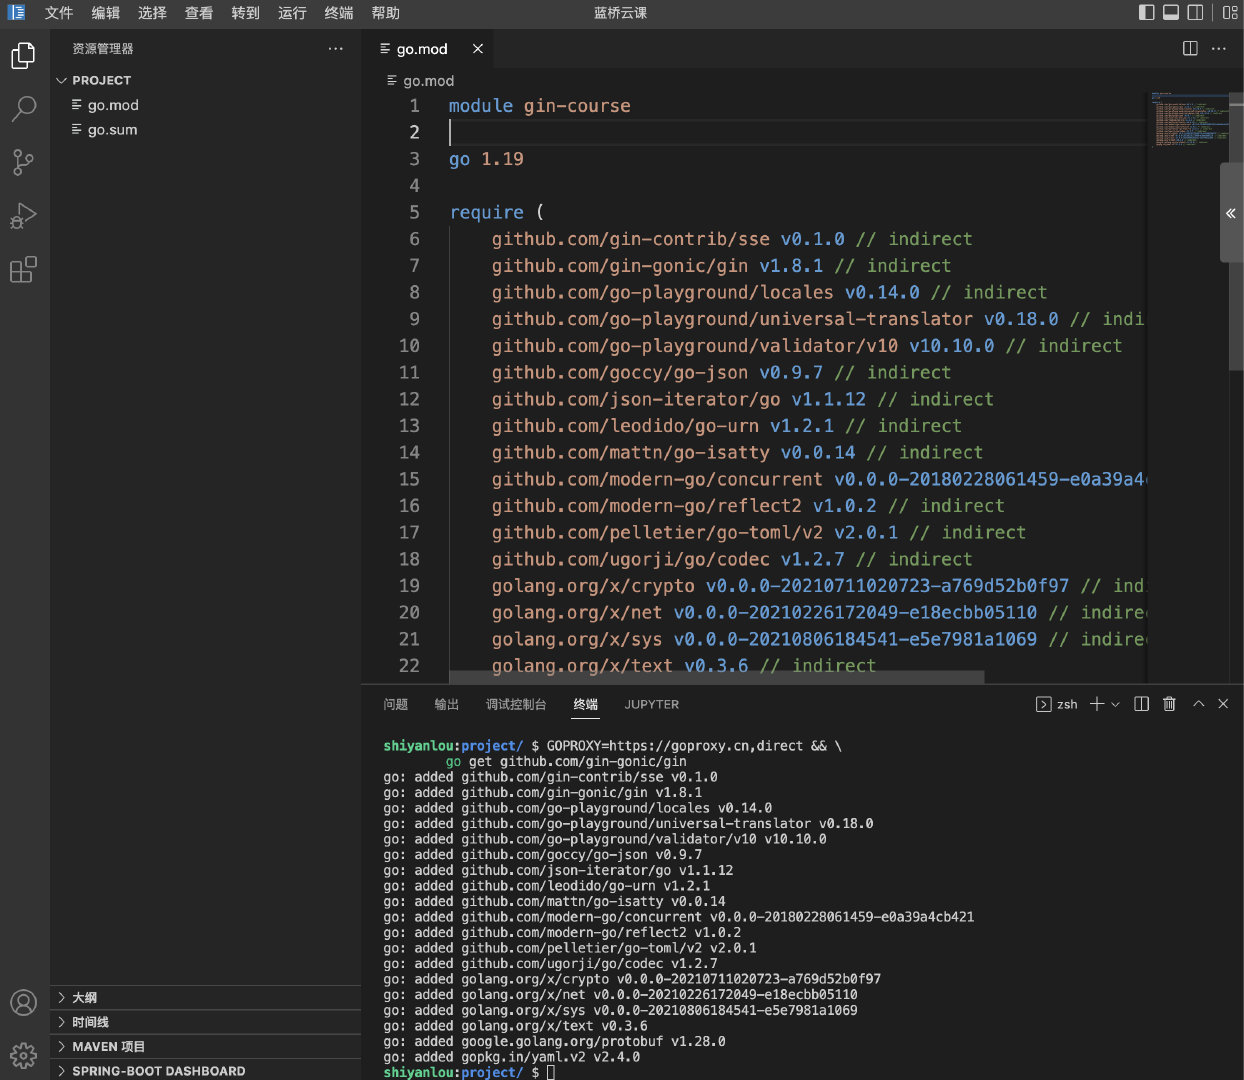 文件 编辑 选择 查看 转到 运行 终端 帮助 蓝桥云课
资源管理器 ...
PROJECT
go.mod
go.sum
大纲
时间线
MAVEN 项目
SPRING-BOOT DASHBOARD
go.mod
go.mod
1 module gin-course
2
3 go 1.19
4
5 require (
6 github.com/gin-contrib/sse v0.1.0 // indirect
7 github.com/gin-gonic/gin v1.8.1 // indirect
8 github.com/go-playground/locales v0.14.0 // indirect
9 github.com/go-playground/universal-translator v0.18.0 // indi
10 github.com/go-playground/validator/v10 v10.10.0 // indirect
11 github.com/goccy/go-json v0.9.7 // indirect
12 github.com/json-iterator/go v1.1.12 // indirect
13 github.com/leodido/go-urn v1.2.1 // indirect
14 github.com/mattn/go-isatty v0.0.14 // indirect
15 github.com/modern-go/concurrent v0.0.0-20180228061459-e0a39a4
16 github.com/modern-go/reflect2 v1.0.2 // indirect
17 github.com/pelletier/go-toml/v2 v2.0.1 // indirect
18 github.com/ugorji/go/codec v1.2.7 // indirect
19 golang.org/x/crypto v0.0.0-20210711020723-a769d52b0f97 // ind
20 golang.org/x/net v0.0.0-20210226172049-e18ecbb05110 // indire
21 golang.org/x/sys v0.0.0-20210806184541-e5e7981a1069 // indire
22 golang.org/x/text v0.3.6 // indirect
问题 输出 调试控制台 终端 JUPYTER zsh
shiyanlou:project/ $ GOPROXY=https://goproxy.cn,direct && \
go get github.com/gin-gonic/gin
go: added github.com/gin-contrib/sse v0.1.0
go: added github.com/gin-gonic/gin v1.8.1
go: added github.com/go-playground/locales v0.14.0
go: added github.com/go-playground/universal-translator v0.18.0
go: added github.com/go-playground/validator/v10 v10.10.0
go: added github.com/goccy/go-json v0.9.7
go: added github.com/json-iterator/go v1.1.12
go: added github.com/leodido/go-urn v1.2.1
go: added github.com/mattn/go-isatty v0.0.14
go: added github.com/modern-go/concurrent v0.0.0-20180228061459-e0a39a4cb421
go: added github.com/modern-go/reflect2 v1.0.2
go: added github.com/pelletier/go-toml/v2 v2.0.1
go: added github.com/ugorji/go/codec v1.2.7
go: added golang.org/x/crypto v0.0.0-20210711020723-a769d52b0f97
go: added golang.org/x/net v0.0.0-20210226172049-e18ecbb05110
go: added golang.org/x/sys v0.0.0-20210806184541-e5e7981a1069
go: added golang.org/x/text v0.3.6
go: added google.golang.org/protobuf v1.28.0
go: added gopkg.in/yaml.v2 v2.4.0
shiyanlou:project/ $